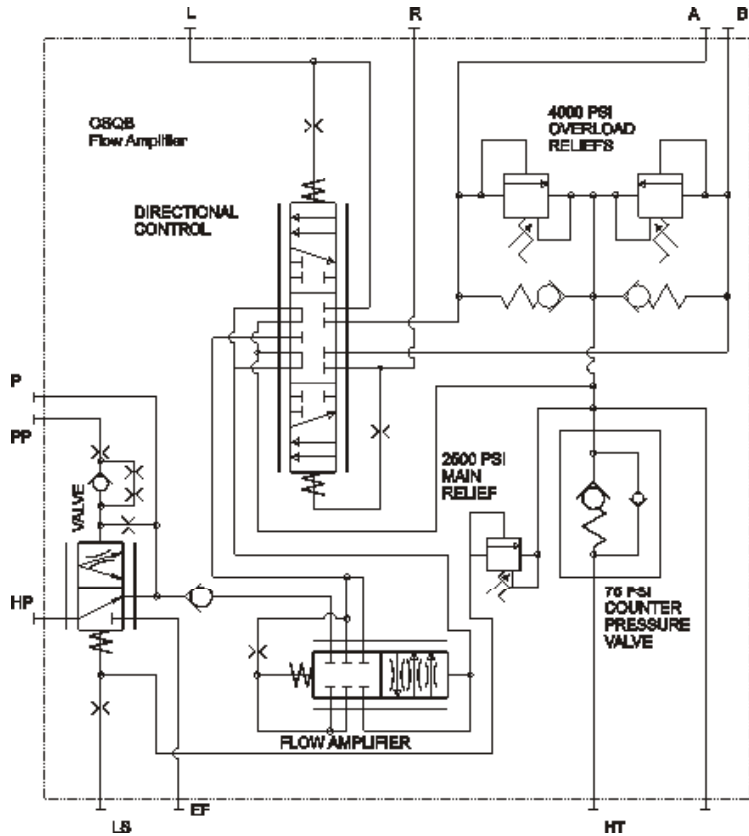 L
R
A
B
OSQB
Flow Amplifier
4000 PSI
OVERLOAD
RELIEFS
DIRECTIONAL
CONTROL
P
PP
2500 PSI
MAIN
RELIEF
VALVE
HP
75 PSI
COUNTER
PRESSURE
VALVE
FLOW AMPLIFIER
EF
LS
HT